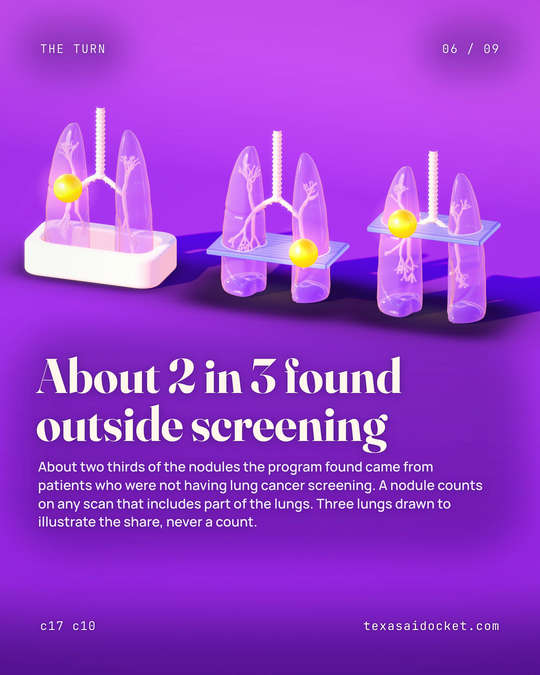 THE TURN
06 / 09
About 2 in 3 found
outside screening
About two thirds of the nodules the program found came from
patients who were not having lung cancer screening. A nodule counts
on any scan that includes part of the lungs. Three lungs drawn to
illustrate the share, never a count.
c17 c10
texasaidocket.com